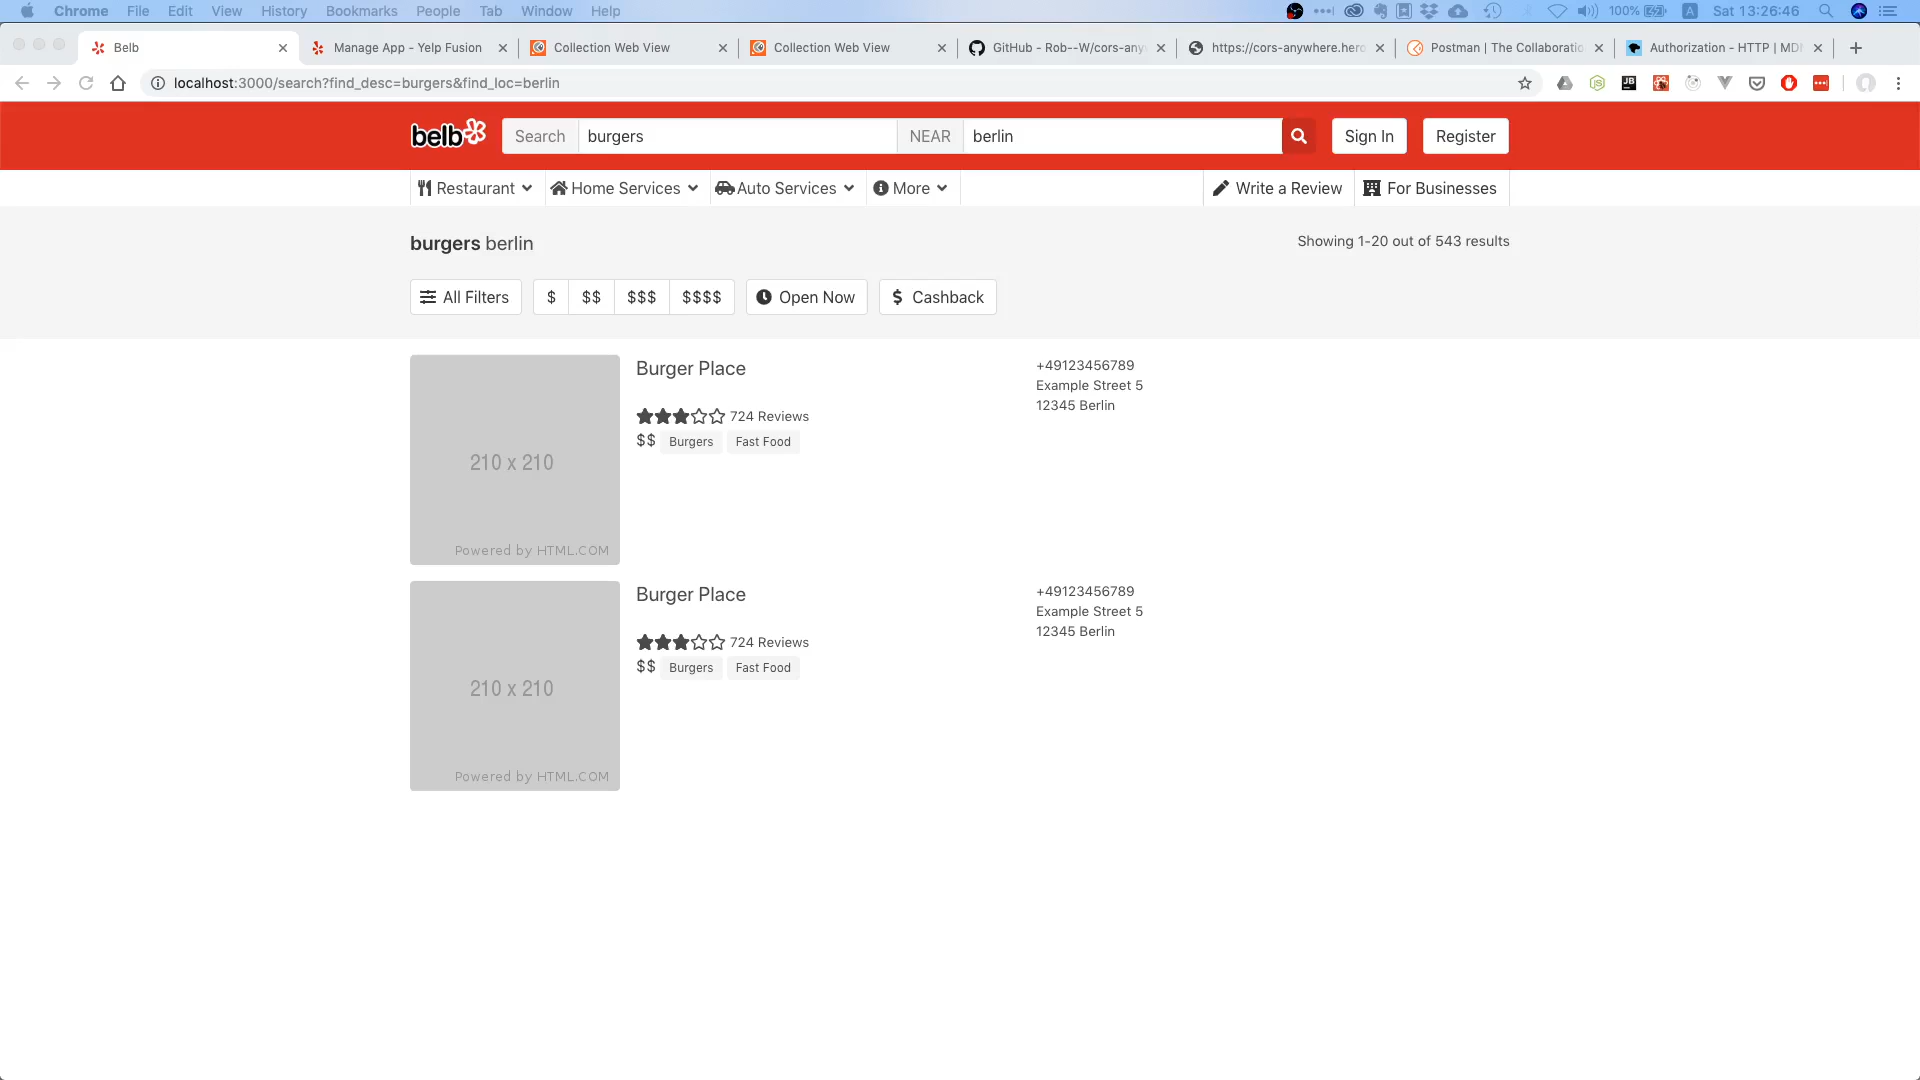 Chrome File Edit View History Bookmarks People Tab Window Help 100% Sat 13:26:46
Belb Manage App - Yelp Fusion Collection Web View Collection Web View GitHub - Rob--W/cors-any https://cors-anywhere.hero Postman | The Collaboratio Authorization - HTTP | MD
localhost:3000/search?find_desc=burgers&find_loc=berlin
belb Search burgers NEAR berlin Sign In Register
Restaurant Home Services Auto Services More Write a Review For Businesses
burgers berlin Showing 1-20 out of 543 results
All Filters $ $$ $$$ $$$$ Open Now Cashback
Burger Place +49123456789
Example Street 5
12345 Berlin
724 Reviews
$$ Burgers Fast Food
210 x 210
Powered by HTML.COM
Burger Place +49123456789
Example Street 5
12345 Berlin
724 Reviews
$$ Burgers Fast Food
210 x 210
Powered by HTML.COM